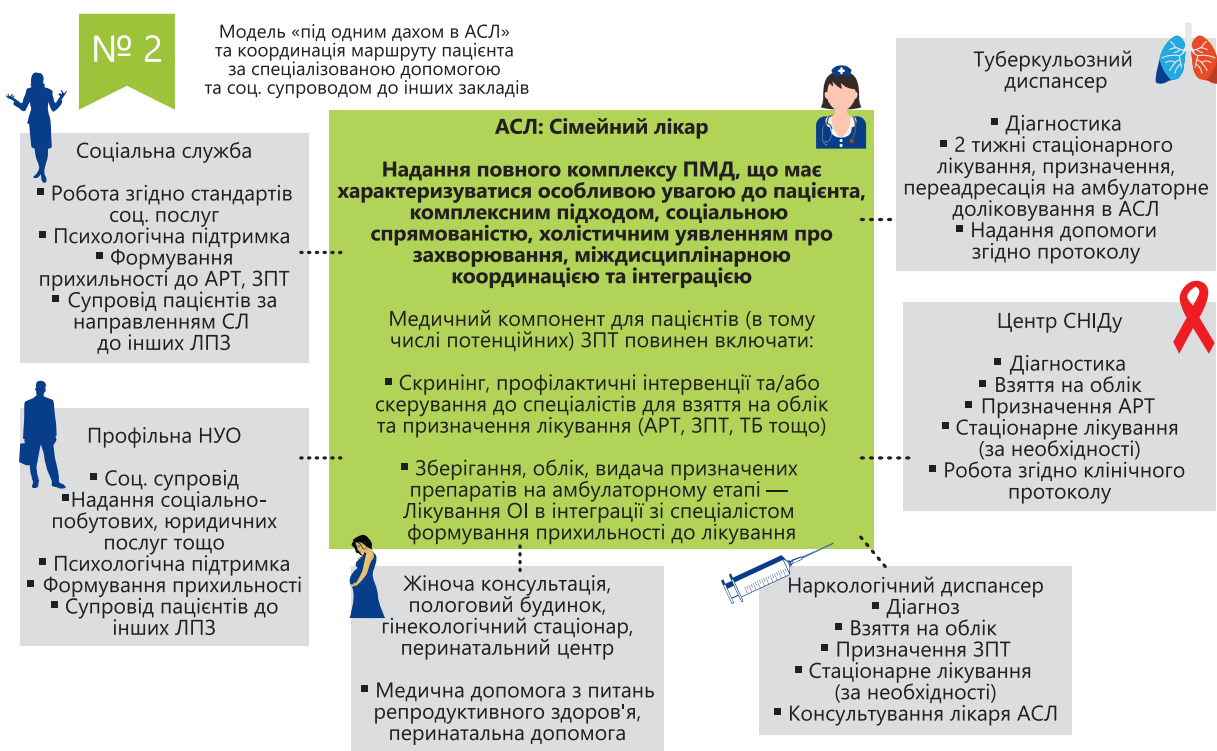 № 2
Модель «під одним дахом в АСЛ»
та координація маршруту пацієнта
за спеціалізованою допомогою
та соц. супроводом до інших закладів
Соціальна служба
▪ Робота згідно стандартів
соц. послуг
▪ Психологічна підтримка
▪ Формування
прихильності до АРТ, ЗПТ
▪ Супровід пацієнтів за
направленням СЛ
до інших ЛПЗ
Профільна НУО
▪ Соц. супровід
▪Надання соціально-
побутових, юридичних
послуг тощо
▪ Психологічна підтримка
▪ Формування прихильності
▪ Супровід пацієнтів до
інших ЛПЗ
АСЛ: Сімейний лікар
Надання повного комплексу ПМД, що має
характеризуватися особливою увагою до пацієнта,
комплексним підходом, соціальною
спрямованістю, холістичним уявленням про
захворювання, міждисциплінарною
координацією та інтеграцією
Медичний компонент для пацієнтів (в тому
числі потенційних) ЗПТ повинен включати:
▪ Скринінг, профілактичні інтервенції та/або
скерування до спеціалістів для взяття на облік
та призначення лікування (АРТ, ЗПТ, ТБ тощо)
▪ Зберігання, облік, видача призначених
препаратів на амбулаторному етапі —
Лікування ОІ в інтеграції зі спеціалістом
формування прихильності до лікування
Жіноча консультація,
пологовий будинок,
гінекологічний стаціонар,
перинатальний центр
▪ Медична допомога з питань
репродуктивного здоров'я,
перинатальна допомога
Туберкульозний
диспансер
▪ Діагностика
▪ 2 тижні стаціонарного
лікування, призначення,
переадресація на амбулаторне
доліковування в АСЛ
▪ Надання допомоги
згідно протоколу
Центр СНІДу
▪ Діагностика
▪ Взяття на облік
▪ Призначення АРТ
▪ Стаціонарне лікування
(за необхідності)
▪ Робота згідно клінічного
протоколу
Наркологічний диспансер
▪ Діагноз
▪ Взяття на облік
▪ Призначення ЗПТ
▪ Стаціонарне лікування
(за необхідності)
▪ Консультування лікаря АСЛ